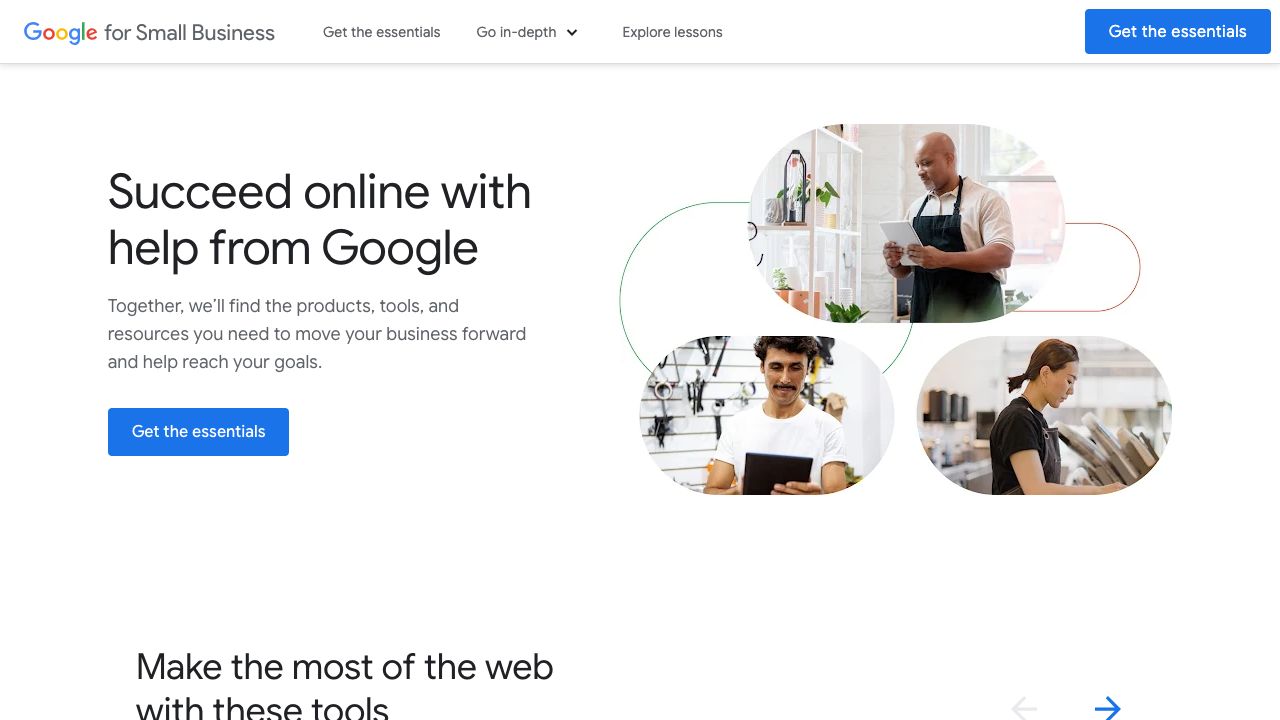 Google for Small Business
Get the essentials
Go in-depth
Explore lessons
Get the essentials
Succeed online with
help from Google
Together, we’ll find the products, tools, and
resources you need to move your business forward
and help reach your goals.
Get the essentials
Make the most of the web
with these tools